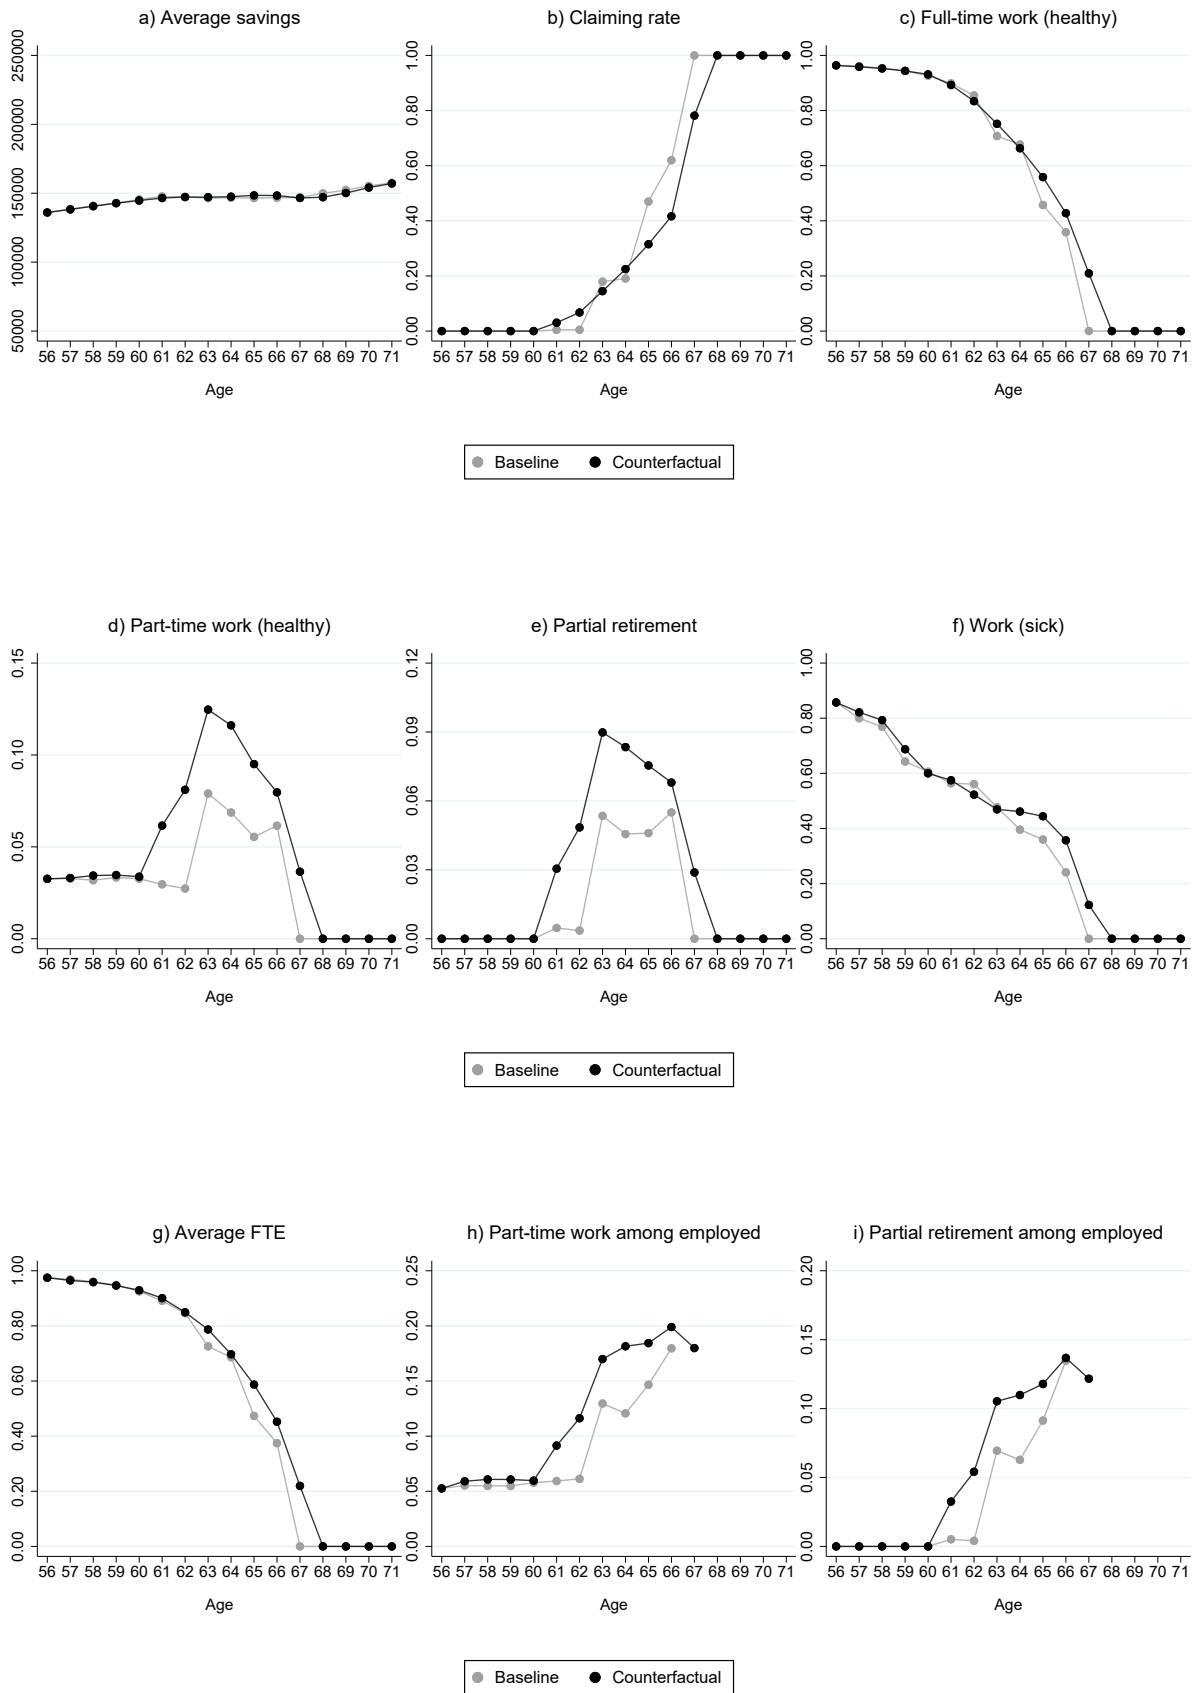 a) Average savings
b) Claiming rate
c) Full-time work (healthy)
250000
200000
150000
100000
50000
1.00
0.80
0.60
0.40
0.20
0.00
1.00
0.80
0.60
0.40
0.20
0.00
56 57 58 59 60 61 62 63 64 65 66 67 68 69 70 71
56 57 58 59 60 61 62 63 64 65 66 67 68 69 70 71
56 57 58 59 60 61 62 63 64 65 66 67 68 69 70 71
Age
Age
Age
Baseline Counterfactual
d) Part-time work (healthy)
e) Partial retirement
f) Work (sick)
0.15
0.10
0.05
0.00
0.12
0.09
0.06
0.03
0.00
1.00
0.80
0.60
0.40
0.20
0.00
56 57 58 59 60 61 62 63 64 65 66 67 68 69 70 71
56 57 58 59 60 61 62 63 64 65 66 67 68 69 70 71
56 57 58 59 60 61 62 63 64 65 66 67 68 69 70 71
Age
Age
Age
Baseline Counterfactual
g) Average FTE
h) Part-time work among employed
i) Partial retirement among employed
1.00
0.80
0.60
0.40
0.20
0.00
0.25
0.20
0.15
0.10
0.05
0.00
0.20
0.15
0.10
0.05
0.00
56 57 58 59 60 61 62 63 64 65 66 67 68 69 70 71
56 57 58 59 60 61 62 63 64 65 66 67 68 69 70 71
56 57 58 59 60 61 62 63 64 65 66 67 68 69 70 71
Age
Age
Age
Baseline Counterfactual